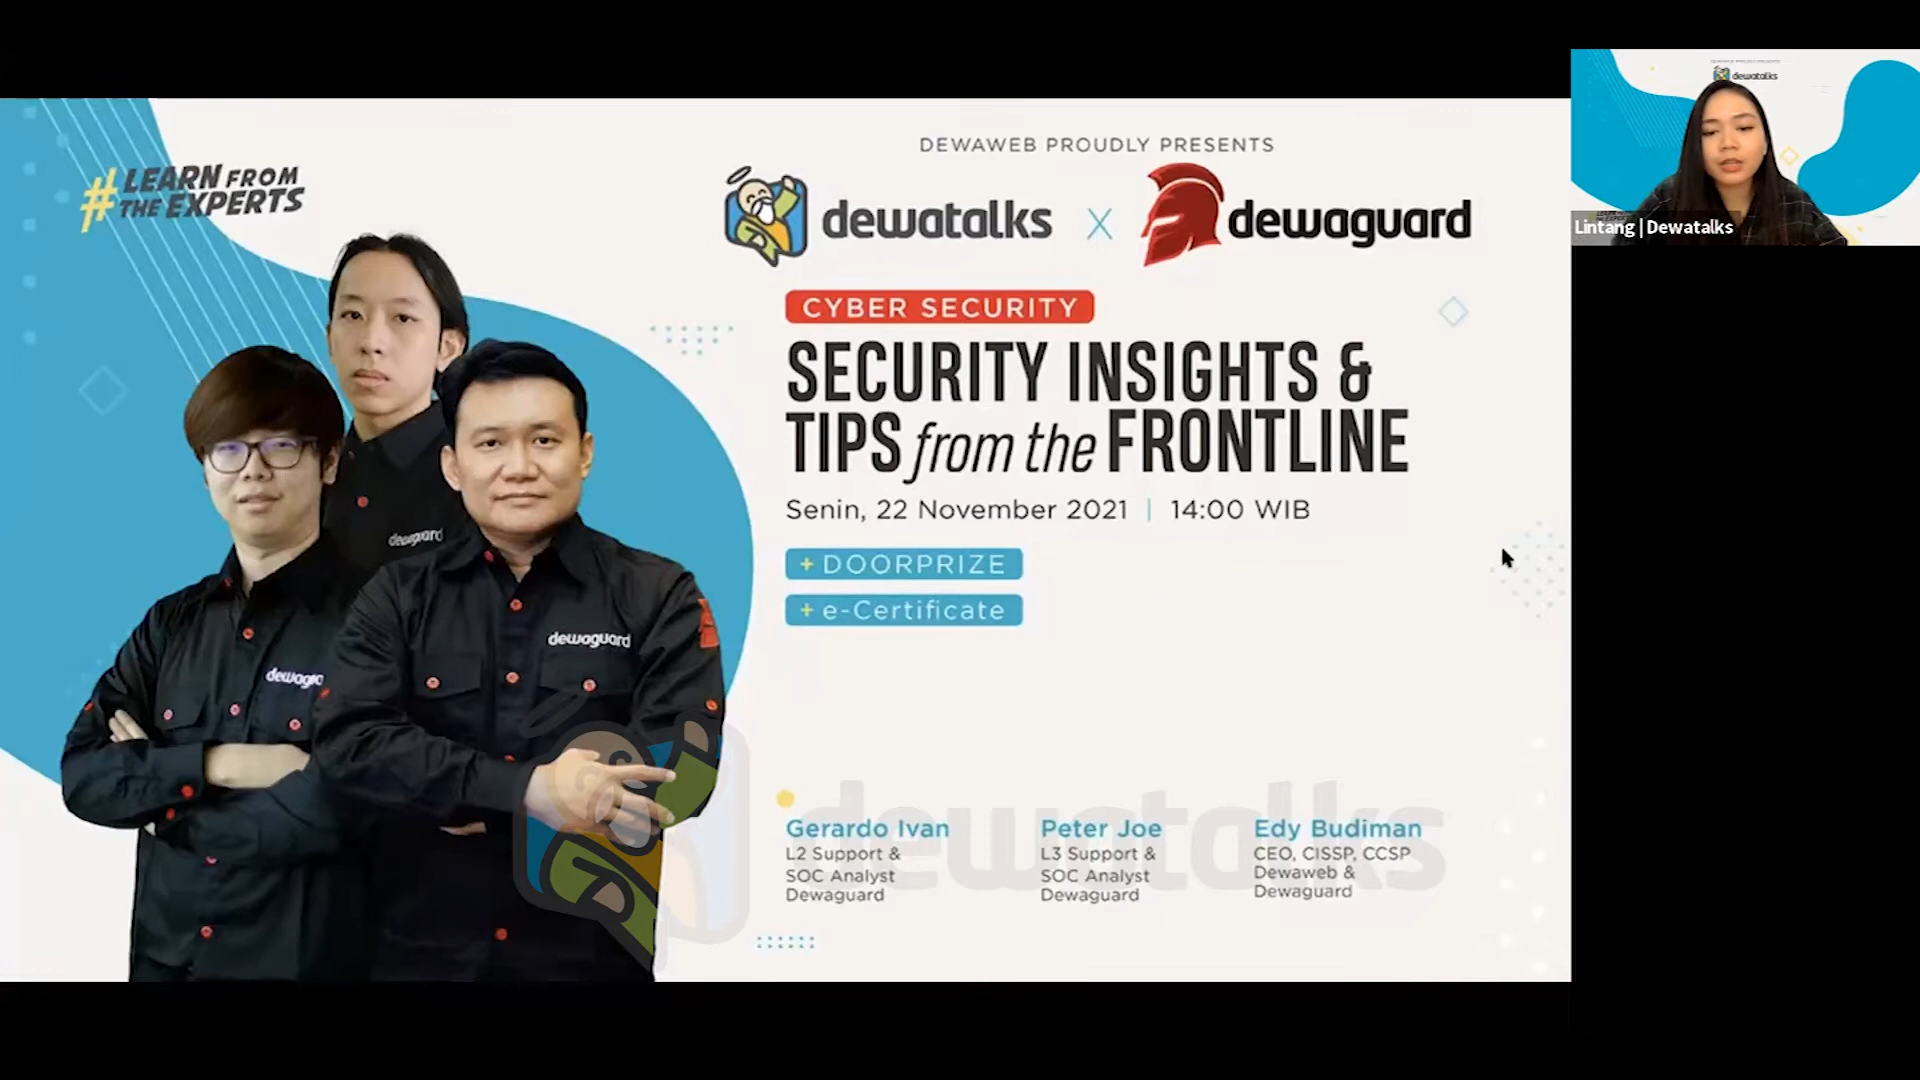 #LEARN FROM
THE EXPERTS
DEWAWEB PROUDLY PRESENTS
dewatalks X dewaguard
CYBER SECURITY
SECURITY INSIGHTS &
TIPS from the FRONTLINE
Senin, 22 November 2021 | 14:00 WIB
+ DOORPRIZE
+ e-Certificate
dewaguard
dewaguard
dewatalks
Gerardo Ivan
L2 Support &
SOC Analyst
Dewaguard
Peter Joe
L3 Support &
SOC Analyst
Dewaguard
Edy Budiman
CEO, CISSP, CCSP
Dewaweb &
Dewaguard
dewatalks
Lintang | Dewatalks